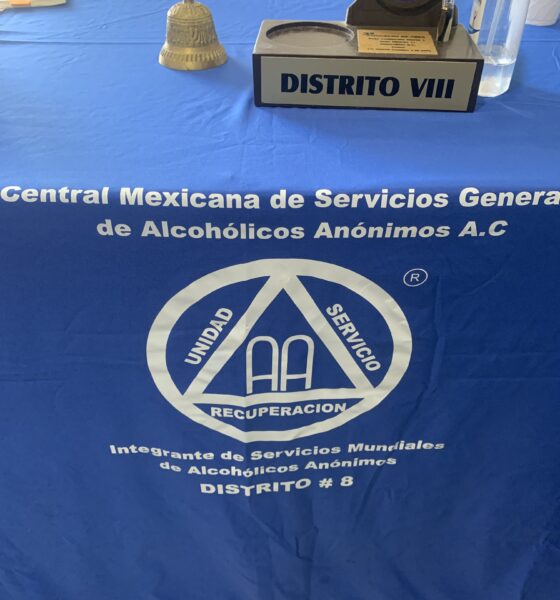 DISTRITO VIII
Central Mexicana de Servicios Genera
de Alcohólicos Anónimos A.C
®
UNIDAD
SERVICIO
AA
RECUPERACION
Integrante de Servicios Mundiales
de Alcohólicos Anónimos
DISTRITO # 8